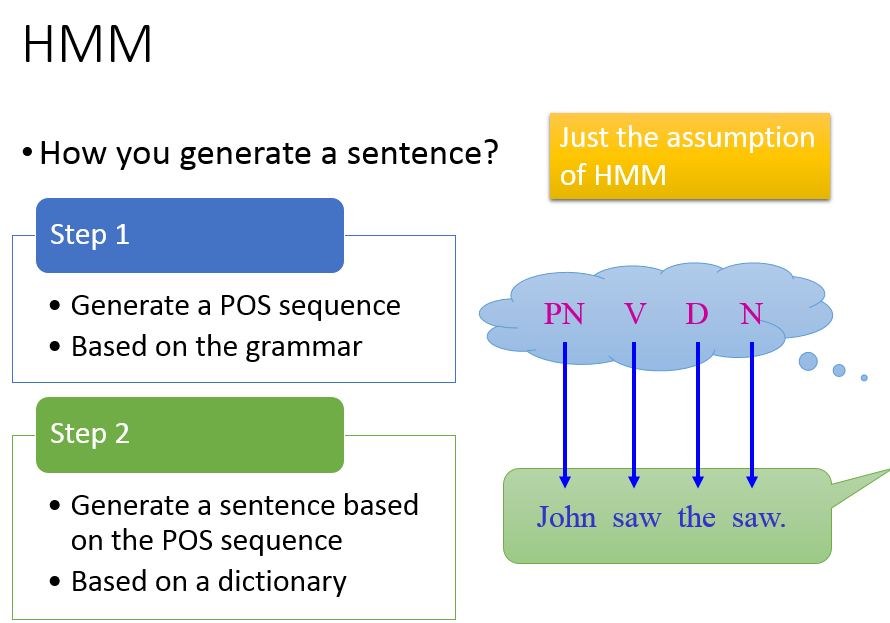 HMM
• How you generate a sentence?
Just the assumption
of HMM
Step 1
• Generate a POS sequence
• Based on the grammar
Step 2
• Generate a sentence based
on the POS sequence
• Based on a dictionary
PN V D N
John saw the saw.